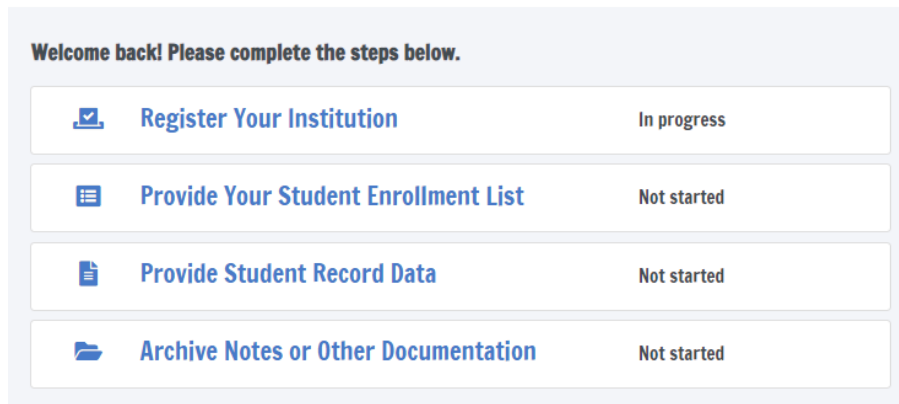 Welcome back! Please complete the steps below.
Register Your Institution In progress
Provide Your Student Enrollment List Not started
Provide Student Record Data Not started
Archive Notes or Other Documentation Not started